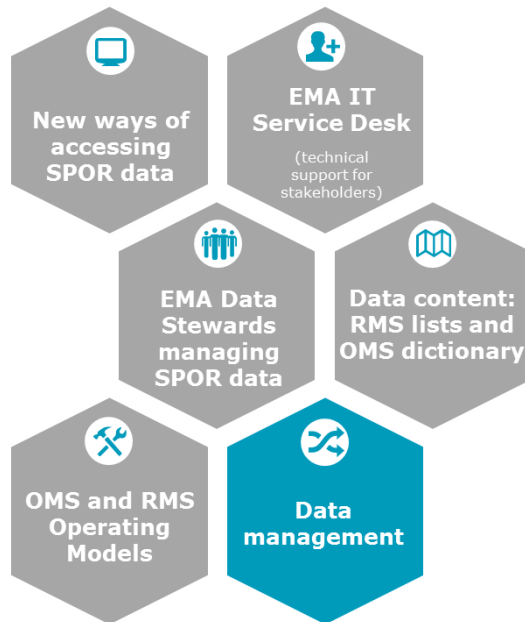 New ways of
accessing
SPOR data
EMA IT
Service Desk
(technical
support for
stakeholders)
EMA Data
Stewards
managing
SPOR data
Data content:
RMS lists and
OMS dictionary
OMS and RMS
Operating
Models
Data
management